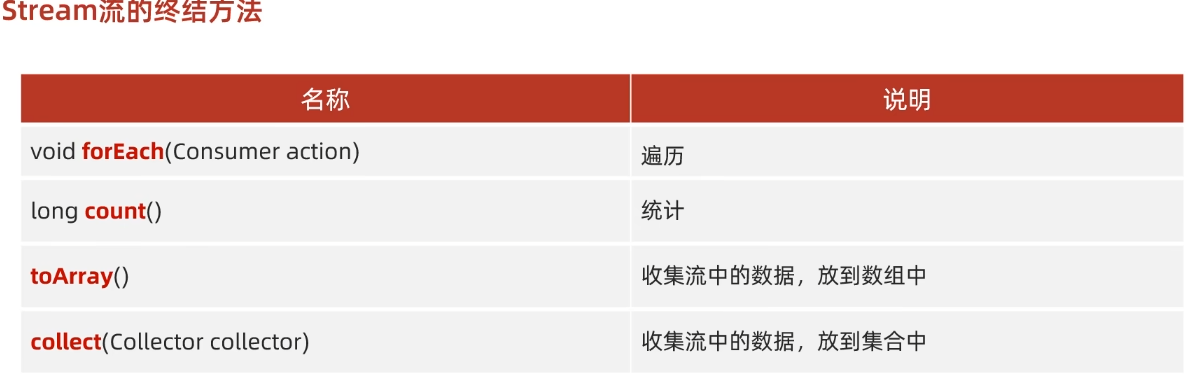 Stream流的终结方法
名称 说明
void forEach(Consumer action) 遍历
long count() 统计
toArray() 收集流中的数据，放到数组中
collect(Collector collector) 收集流中的数据，放到集合中